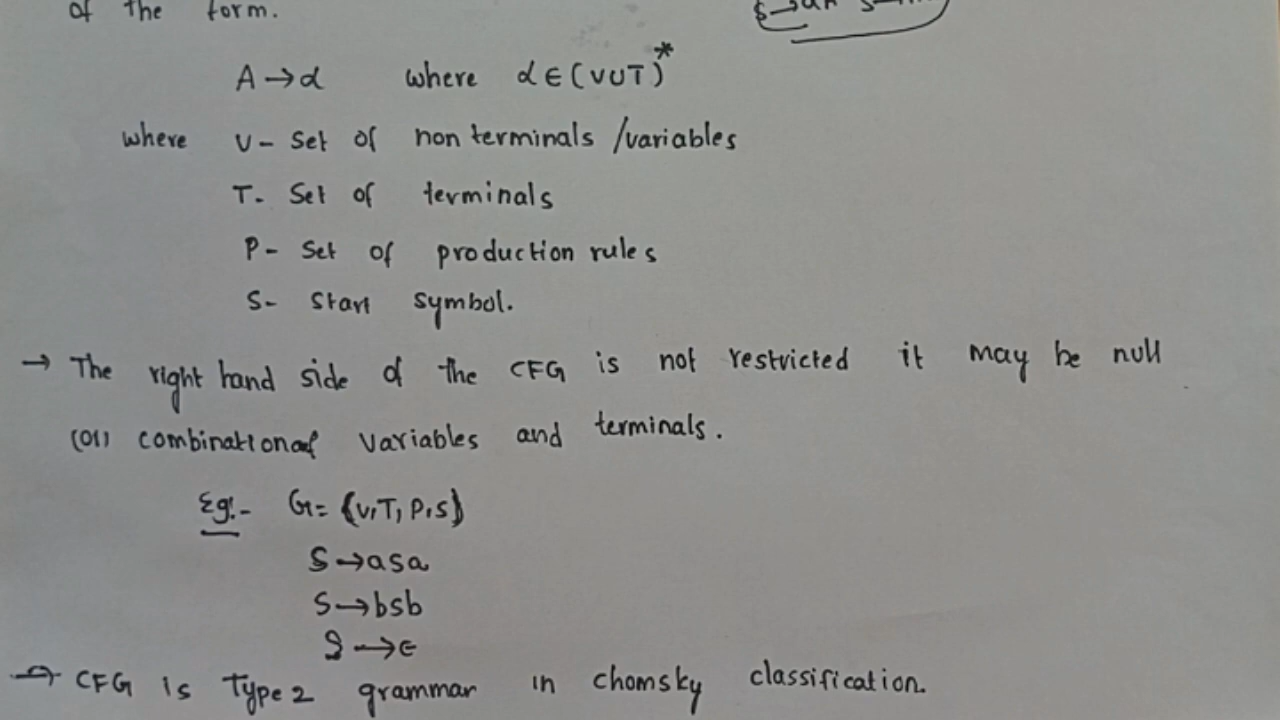 of the form.
A → α where α ∈ (VUT)*
where V- Set of non terminals /variables
T- Set of terminals
P- Set of production rules
S- Start symbol.
→ The right hand side of the CFG is not restricted it may be null
(or) combination of variables and terminals.
Eg:- G = (V,T,P,S)
S → aSa
S → bSb
S → ε
→ CFG is Type 2 grammar in chomsky classification.